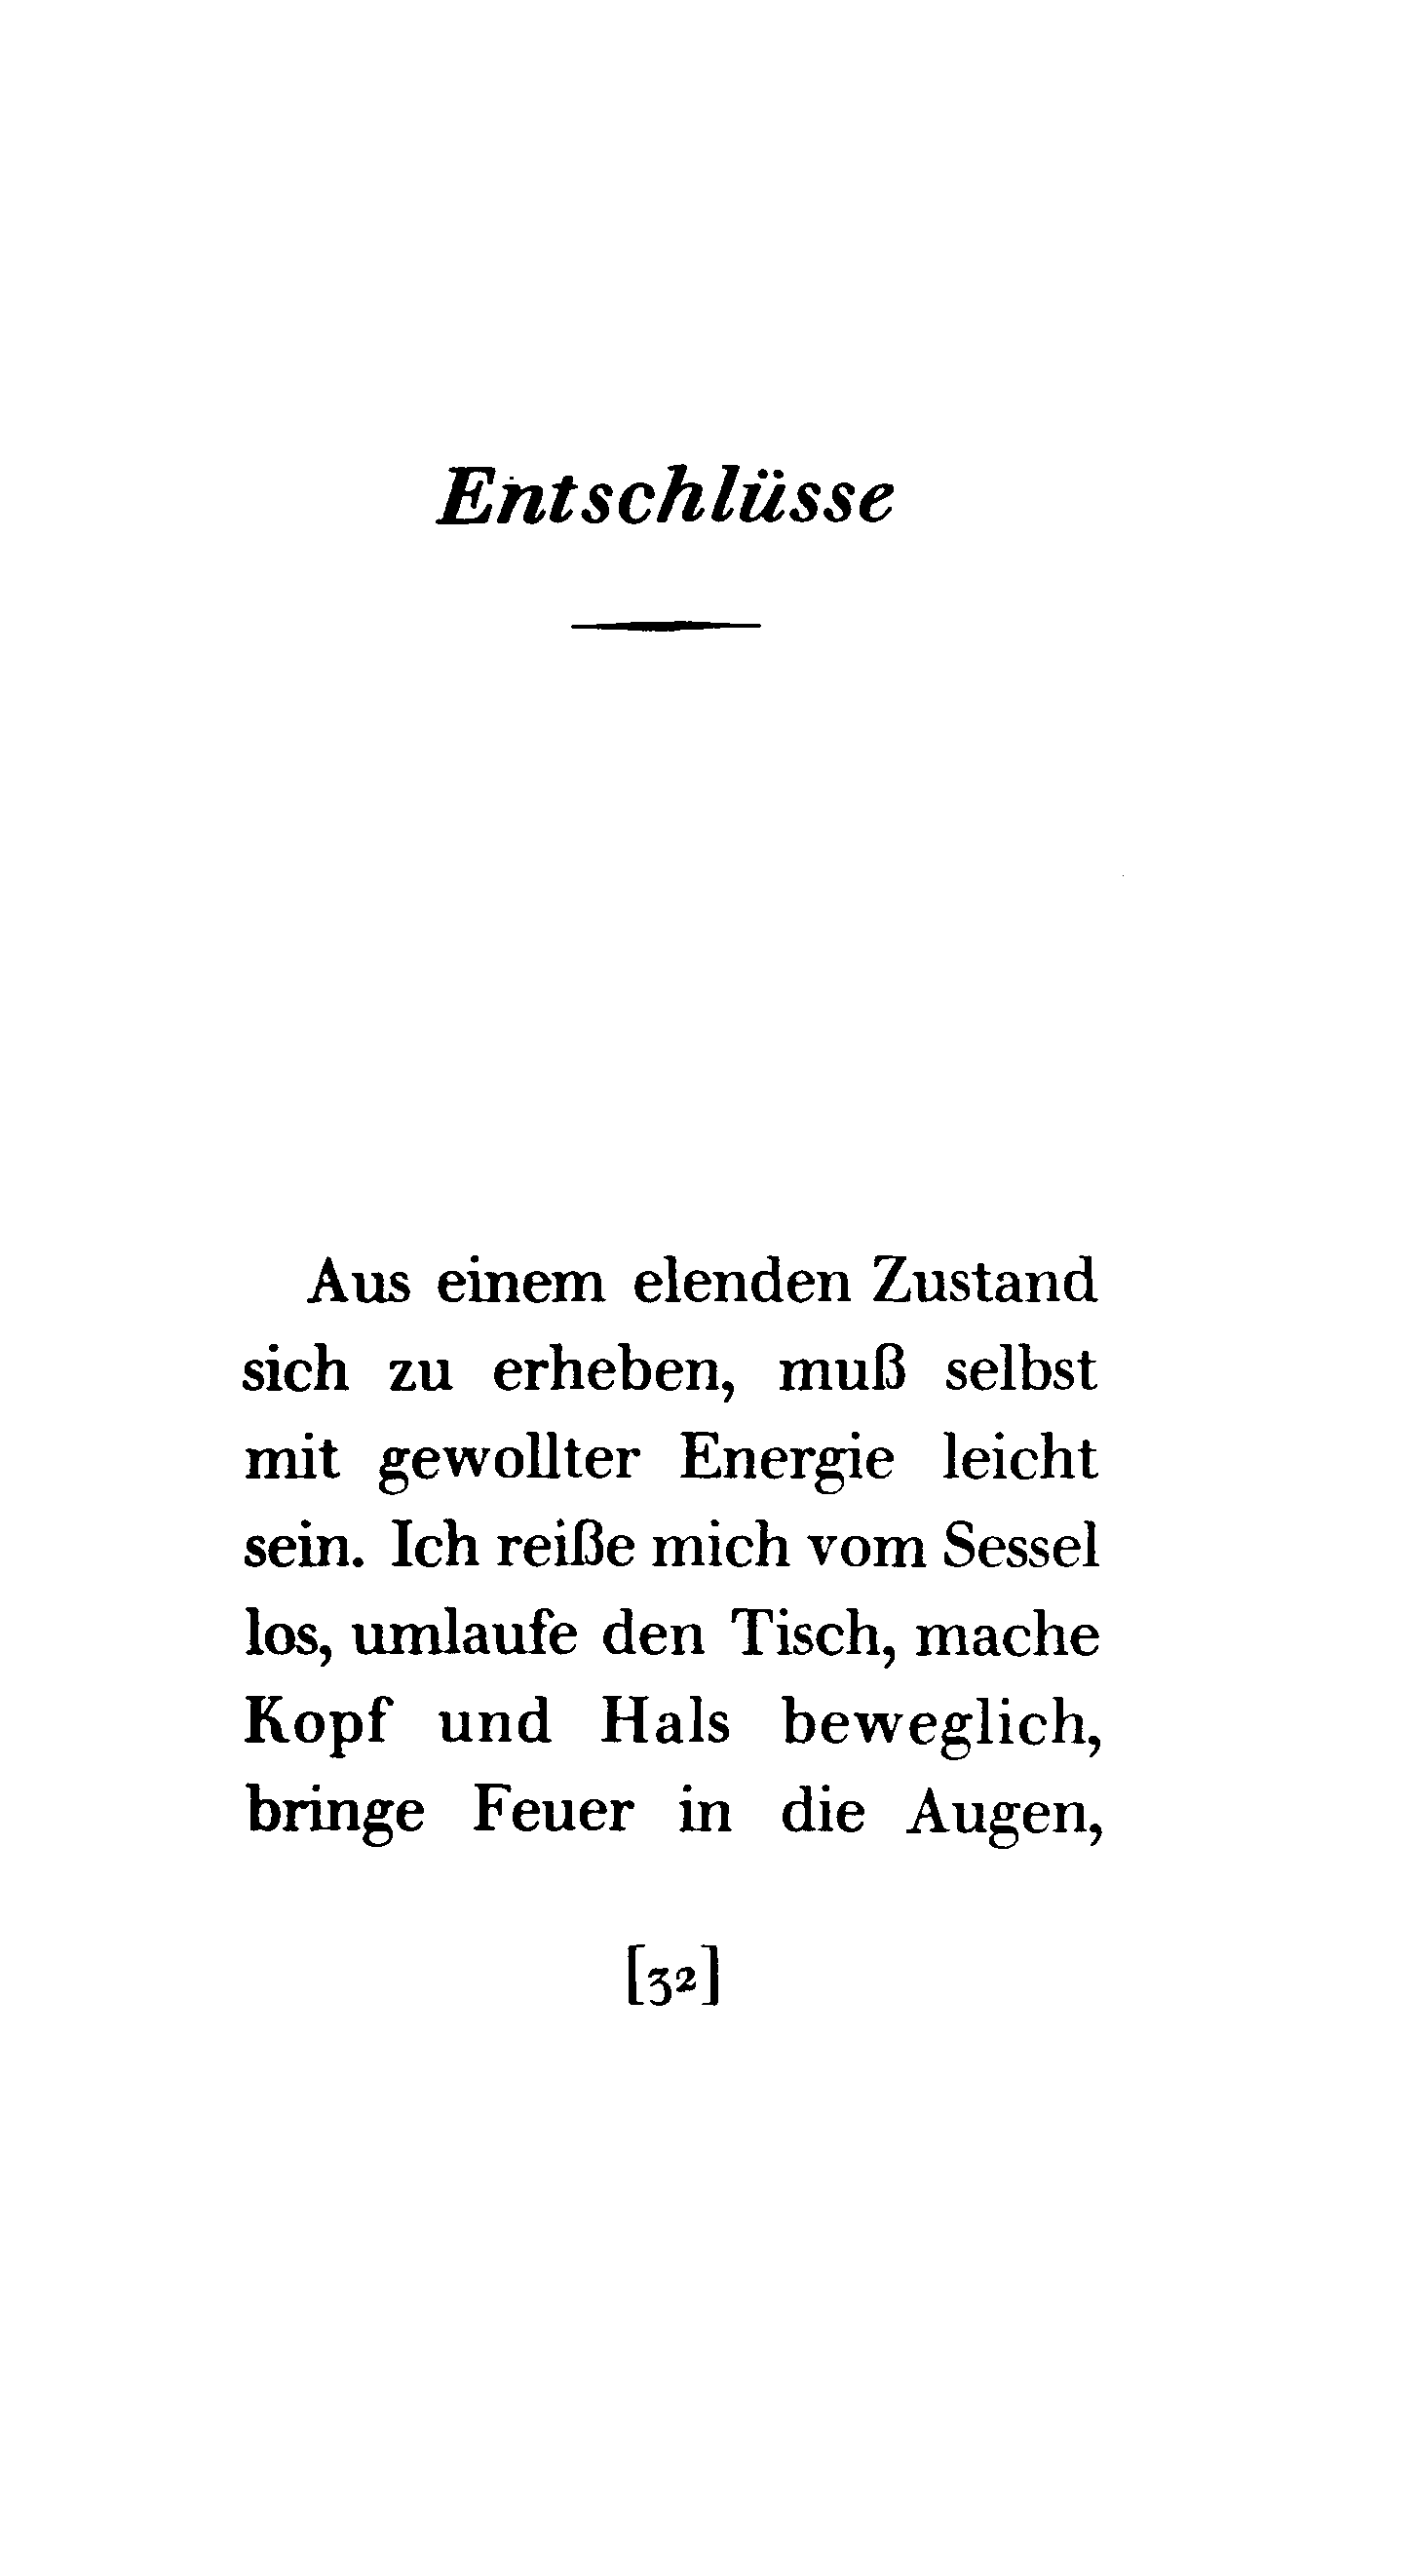 Entschlüsse
Aus einem elenden Zustand
sich zu erheben, muß selbst
mit gewollter Energie leicht
sein. Ich reiße mich vom Sessel
los, umlaufe den Tisch, mache
Kopf und Hals beweglich,
bringe Feuer in die Augen,
[32]